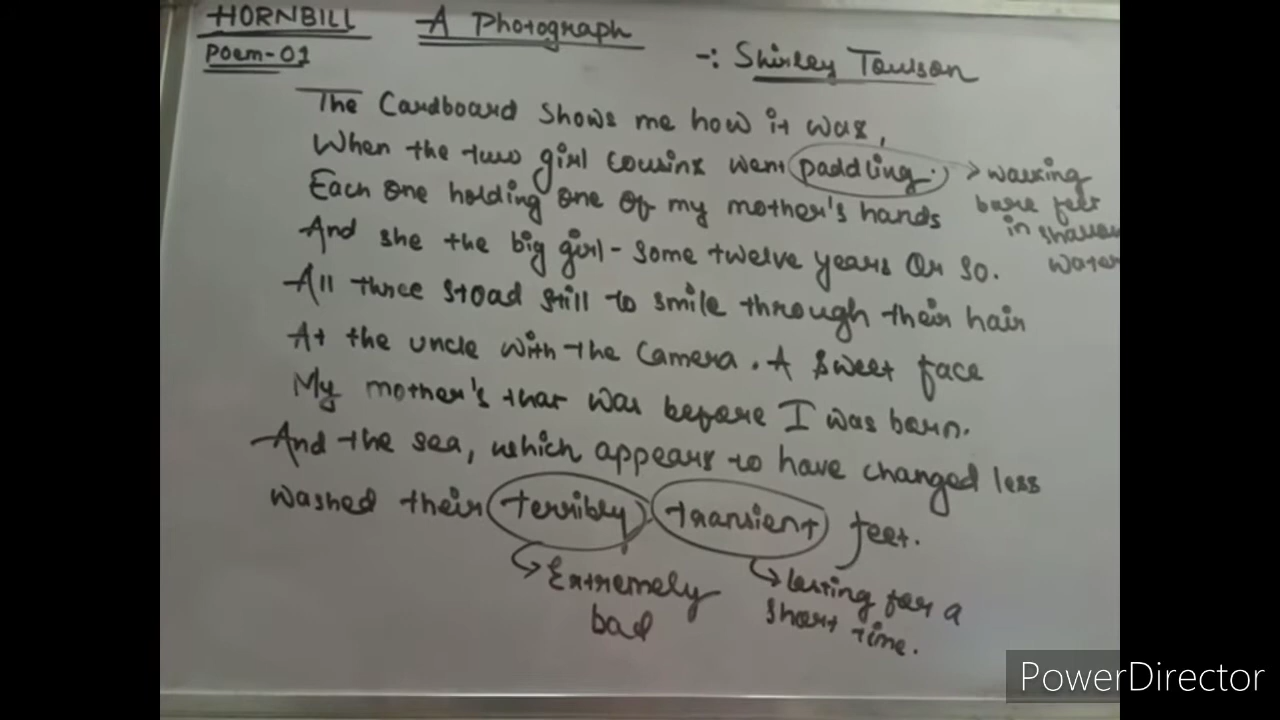 HORNBILL A Photograph
Poem-01 -: Shirley Towson
The Cardboard Shows me how it was,
When the two girl cousins went paddling. → walking
Each one holding one of my mother's hands bare feet
in shallow
And she the big girl - some twelve years Or so. water
All three stood still to smile through their hair
At the uncle with the Camera. A Sweet face
My mother's that was before I was born.
And the sea, which appears to have changed less
washed their terribly transient feet.
→ Extremely bad
→ Lasting for a short time.
PowerDirector